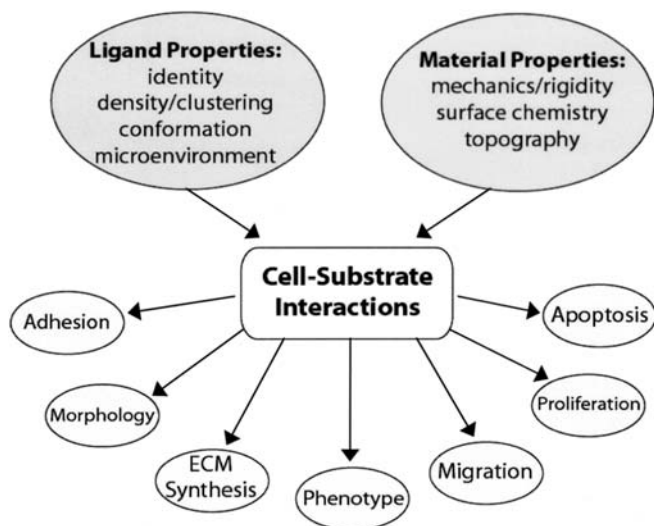 Ligand Properties:
identity
density/clustering
conformation
microenvironment
Material Properties:
mechanics/rigidity
surface chemistry
topography
Cell-Substrate
Interactions
Adhesion
Morphology
ECM
Synthesis
Phenotype
Migration
Proliferation
Apoptosis